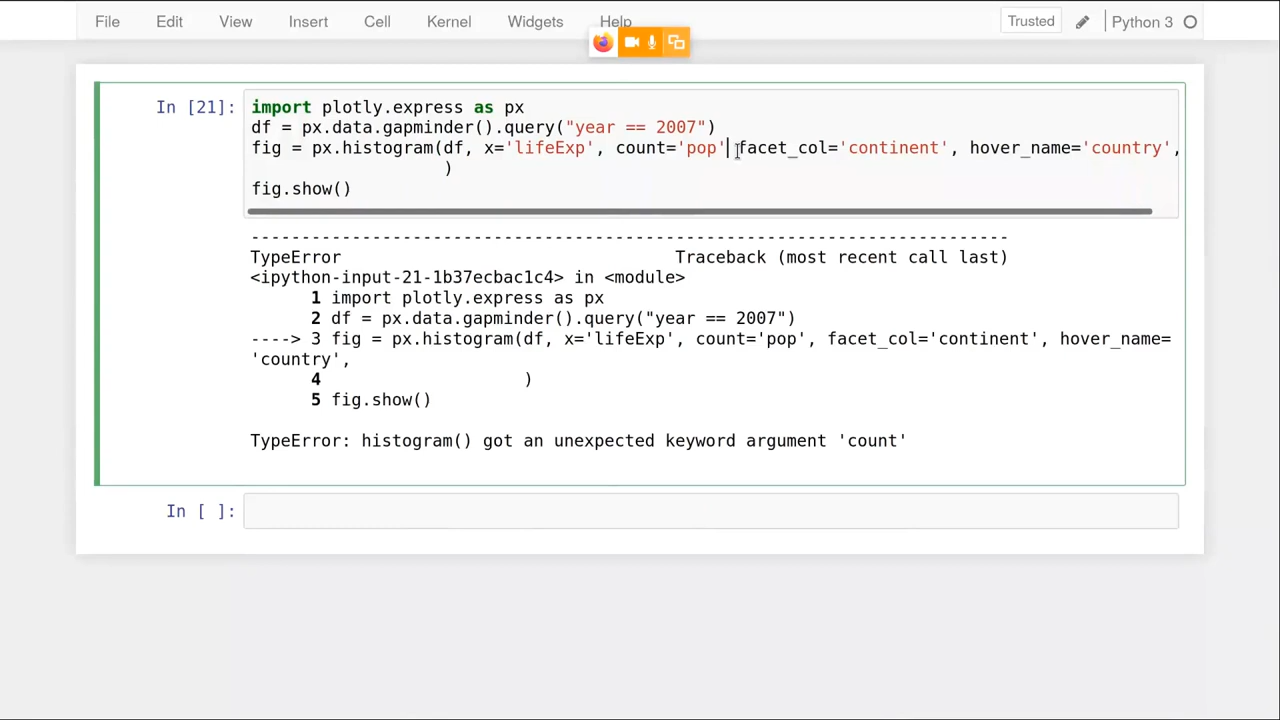 File Edit View Insert Cell Kernel Widgets Help Trusted Python 3
In [21]: import plotly.express as px
df = px.data.gapminder().query("year == 2007")
fig = px.histogram(df, x='lifeExp', count='pop' facet_col='continent', hover_name='country',
)
fig.show()
---------------------------------------------------------------------------
TypeError Traceback (most recent call last)
<ipython-input-21-1b37ecbac1c4> in <module>
1 import plotly.express as px
2 df = px.data.gapminder().query("year == 2007")
----> 3 fig = px.histogram(df, x='lifeExp', count='pop', facet_col='continent', hover_name=
'country',
4 )
5 fig.show()
TypeError: histogram() got an unexpected keyword argument 'count'
In [ ]: